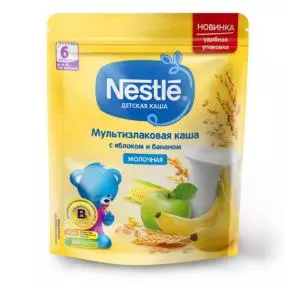 НОВИНКА
удобная
упаковка
6
Nestlé
ДЕТСКАЯ КАША
Мультизлаковая каша
с яблоком и бананом
МОЛОЧНАЯ
B